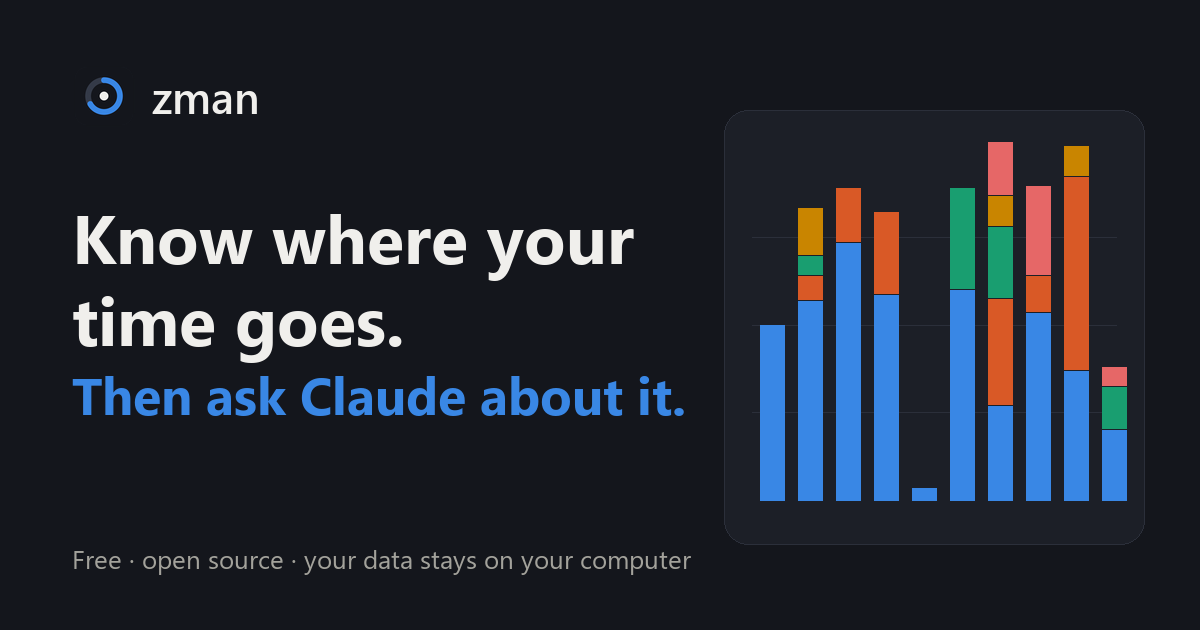 zman
Know where your
time goes.
Then ask Claude about it.
Free · open source · your data stays on your computer